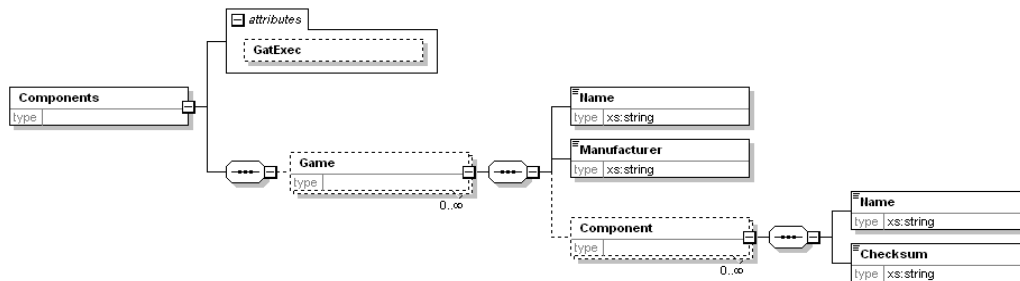 attributes
GatExec
Components
type
Game
type
0..∞
Name
type xs:string
Manufacturer
type xs:string
Component
type
0..∞
Name
type xs:string
Checksum
type xs:string